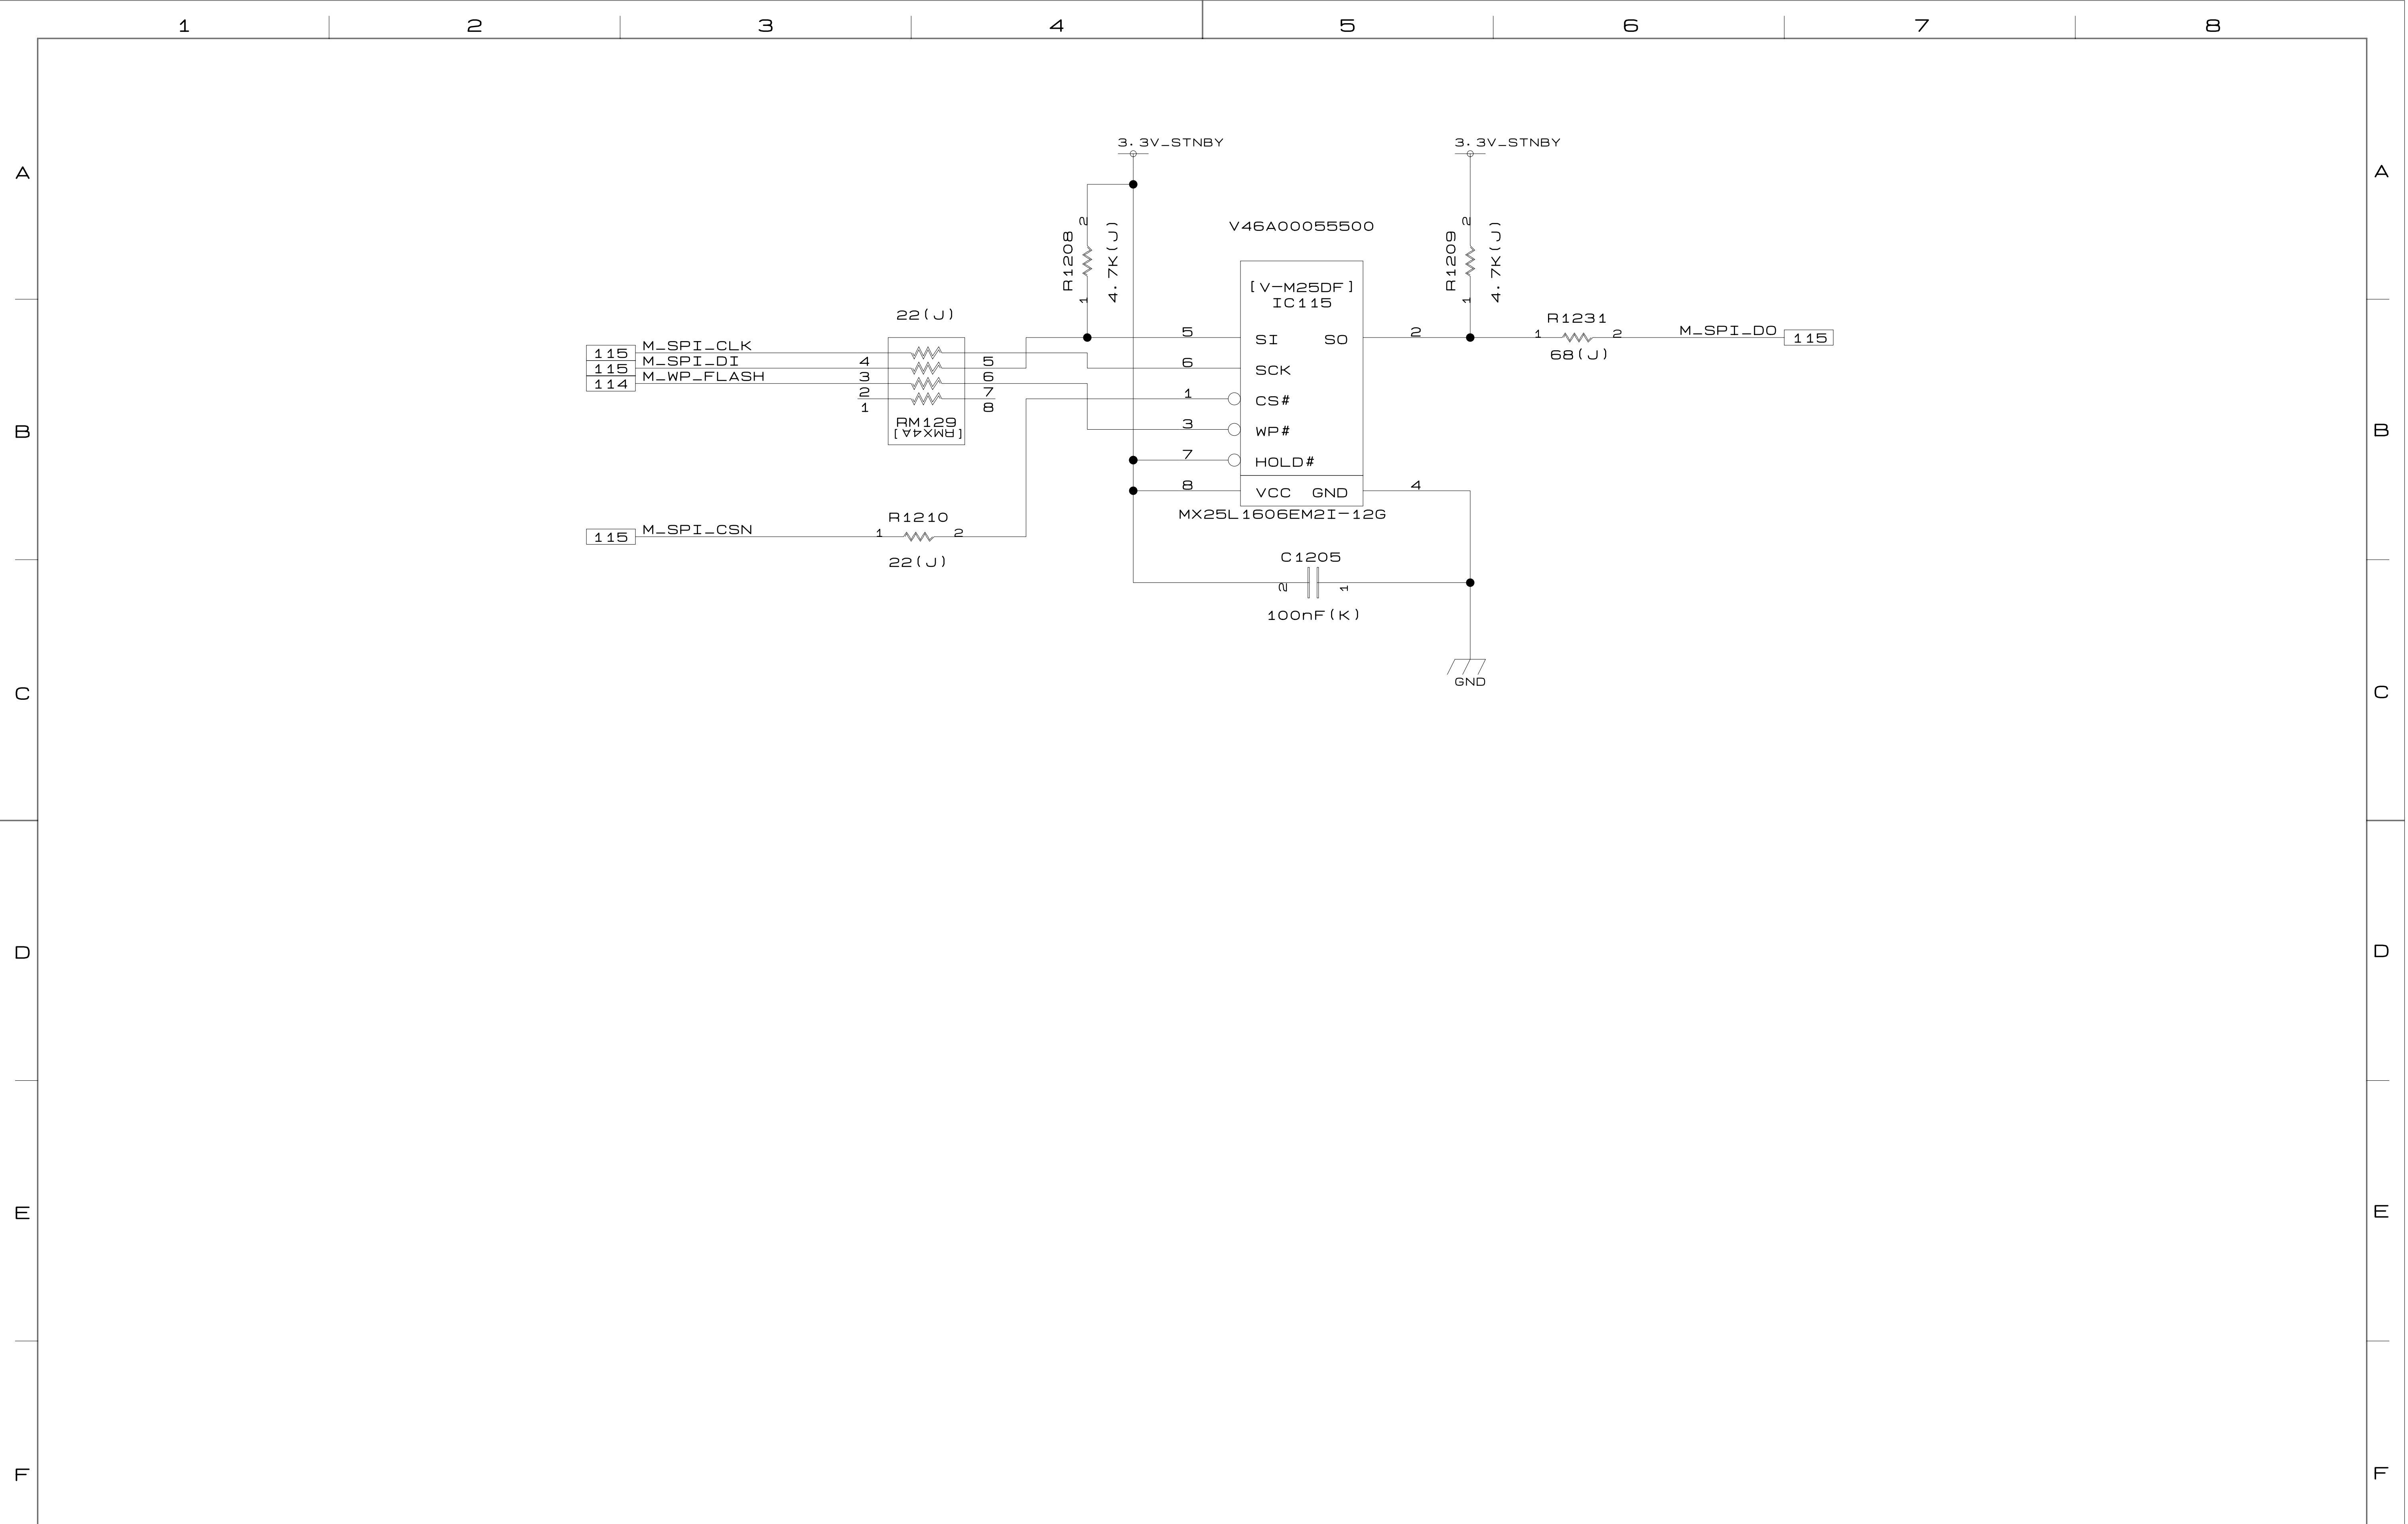 1 2 3 4 5 6 7 8
3.3V_STNBY 3.3V_STNBY
A A
V46A00055500
R1208 2 1 4.7K(J)
R1209 2 1 4.7K(J)
[V-M25DF]
IC115
22(J)
R1231
M_SPI_CLK
115
M_SPI_DI
115
M_WP_FLASH
114
4 5
3 6
2 7
1 8
RM129
[RMX4A]
5 SI SO 2
1 2 M_SPI_DO 115
68(J)
6 SCK
1 CS#
3 WP#
B B
7 HOLD#
8 VCC GND 4
MX25L1606EM2I-12G
115 M_SPI_CSN
R1210
1 2
22(J)
C1205
2 1
100nF(K)
GND
C C
D D
E E
F F